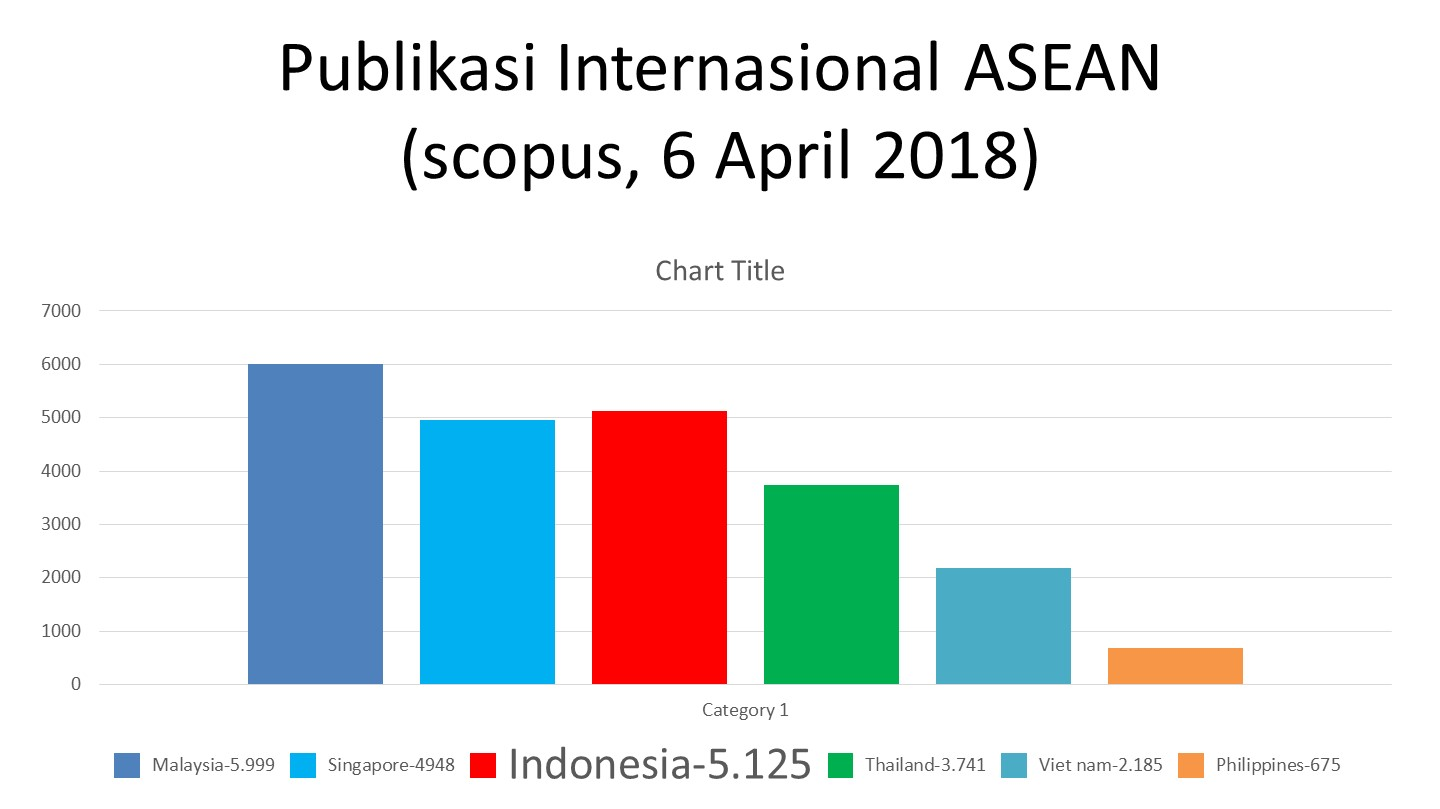 Publikasi Internasional ASEAN
(scopus, 6 April 2018)
Chart Title
7000
6000
5000
4000
3000
2000
1000
0
Category 1
Malaysia-5.999 Singapore-4948 Indonesia-5.125 Thailand-3.741 Viet nam-2.185 Philippines-675